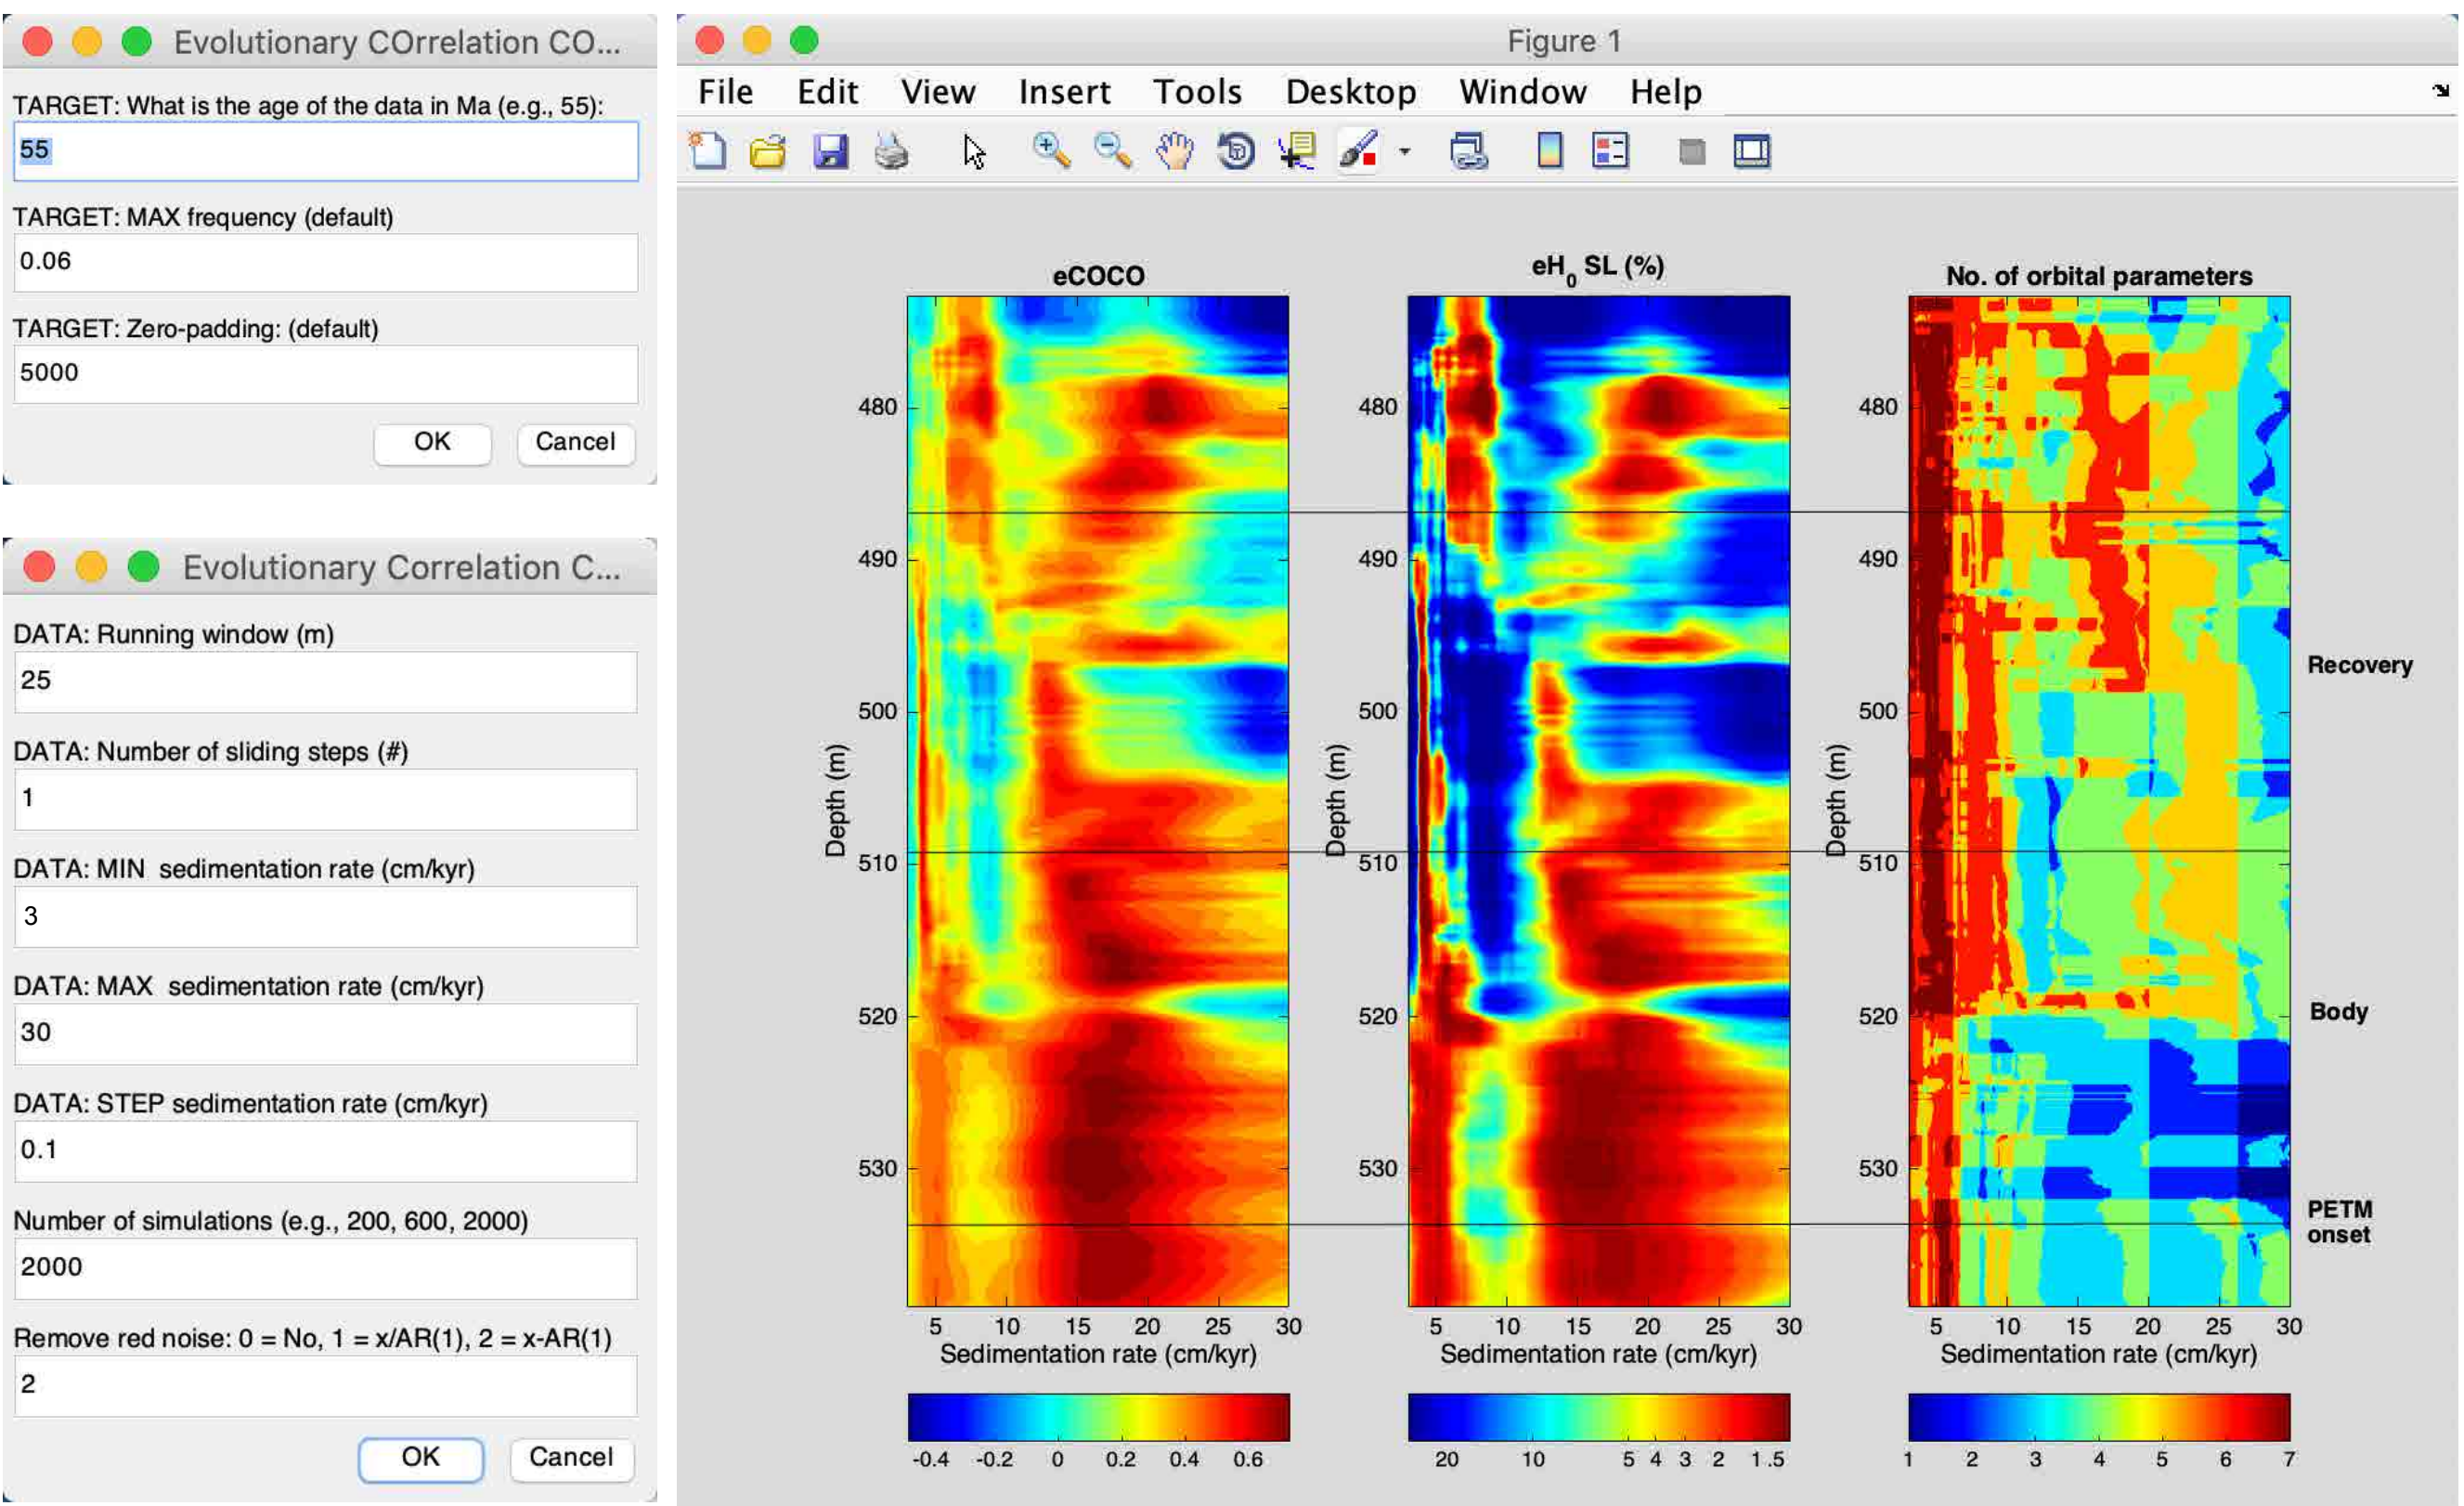 Evolutionary COrrelation CO...
TARGET: What is the age of the data in Ma (e.g., 55):
55
TARGET: MAX frequency (default)
0.06
TARGET: Zero-padding: (default)
5000
OK Cancel
Evolutionary Correlation C...
DATA: Running window (m)
25
DATA: Number of sliding steps (#)
1
DATA: MIN sedimentation rate (cm/kyr)
3
DATA: MAX sedimentation rate (cm/kyr)
30
DATA: STEP sedimentation rate (cm/kyr)
0.1
Number of simulations (e.g., 200, 600, 2000)
2000
Remove red noise: 0 = No, 1 = x/AR(1), 2 = x-AR(1)
2
OK Cancel
Figure 1
File Edit View Insert Tools Desktop Window Help
eCOCO
480
490
500
510
520
530
Depth (m)
5 10 15 20 25 30
Sedimentation rate (cm/kyr)
-0.4 -0.2 0 0.2 0.4 0.6
eH0 SL (%)
480
490
500
510
520
530
Depth (m)
5 10 15 20 25 30
Sedimentation rate (cm/kyr)
20 10 5 4 3 2 1.5
No. of orbital parameters
480
490
500
510
520
530
Depth (m)
5 10 15 20 25 30
Sedimentation rate (cm/kyr)
1 2 3 4 5 6 7
Recovery
Body
PETM
onset